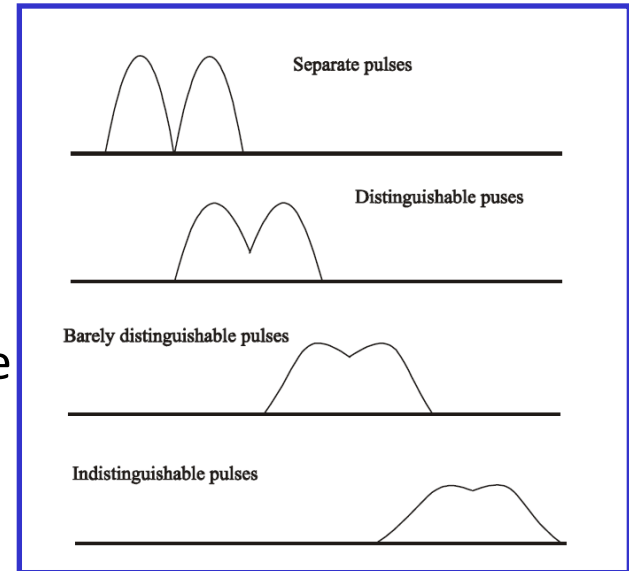 Separate pulses
Distinguishable puses
Barely distinguishable pulses
e
Indistinguishable pulses